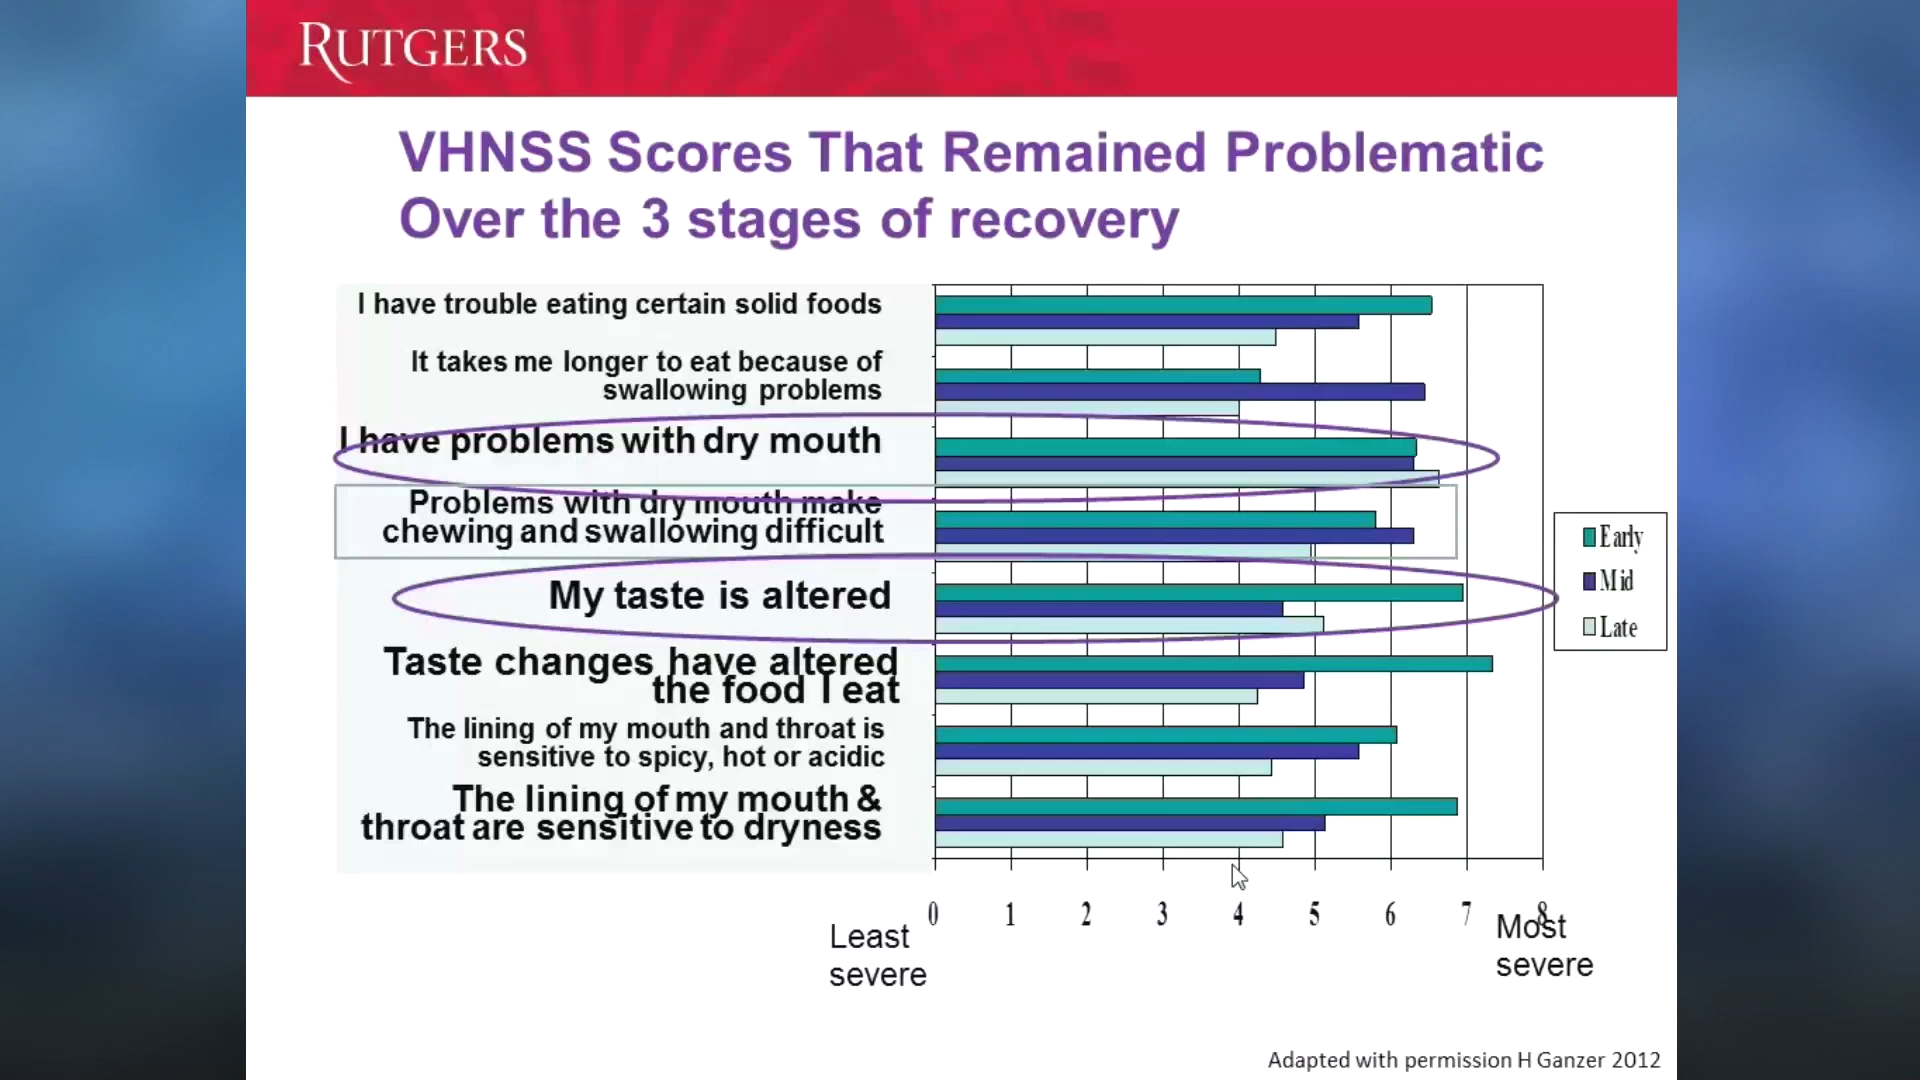 RUTGERS
VHNSS Scores That Remained Problematic
Over the 3 stages of recovery
I have trouble eating certain solid foods
It takes me longer to eat because of
swallowing problems
I have problems with dry mouth
Problems with dry mouth make
chewing and swallowing difficult
My taste is altered
Taste changes have altered
the food I eat
The lining of my mouth and throat is
sensitive to spicy, hot or acidic
The lining of my mouth &
throat are sensitive to dryness
Early
Mid
Late
0 1 2 3 4 5 6 7 8
Least
severe
Most
severe
Adapted with permission H Ganzer 2012